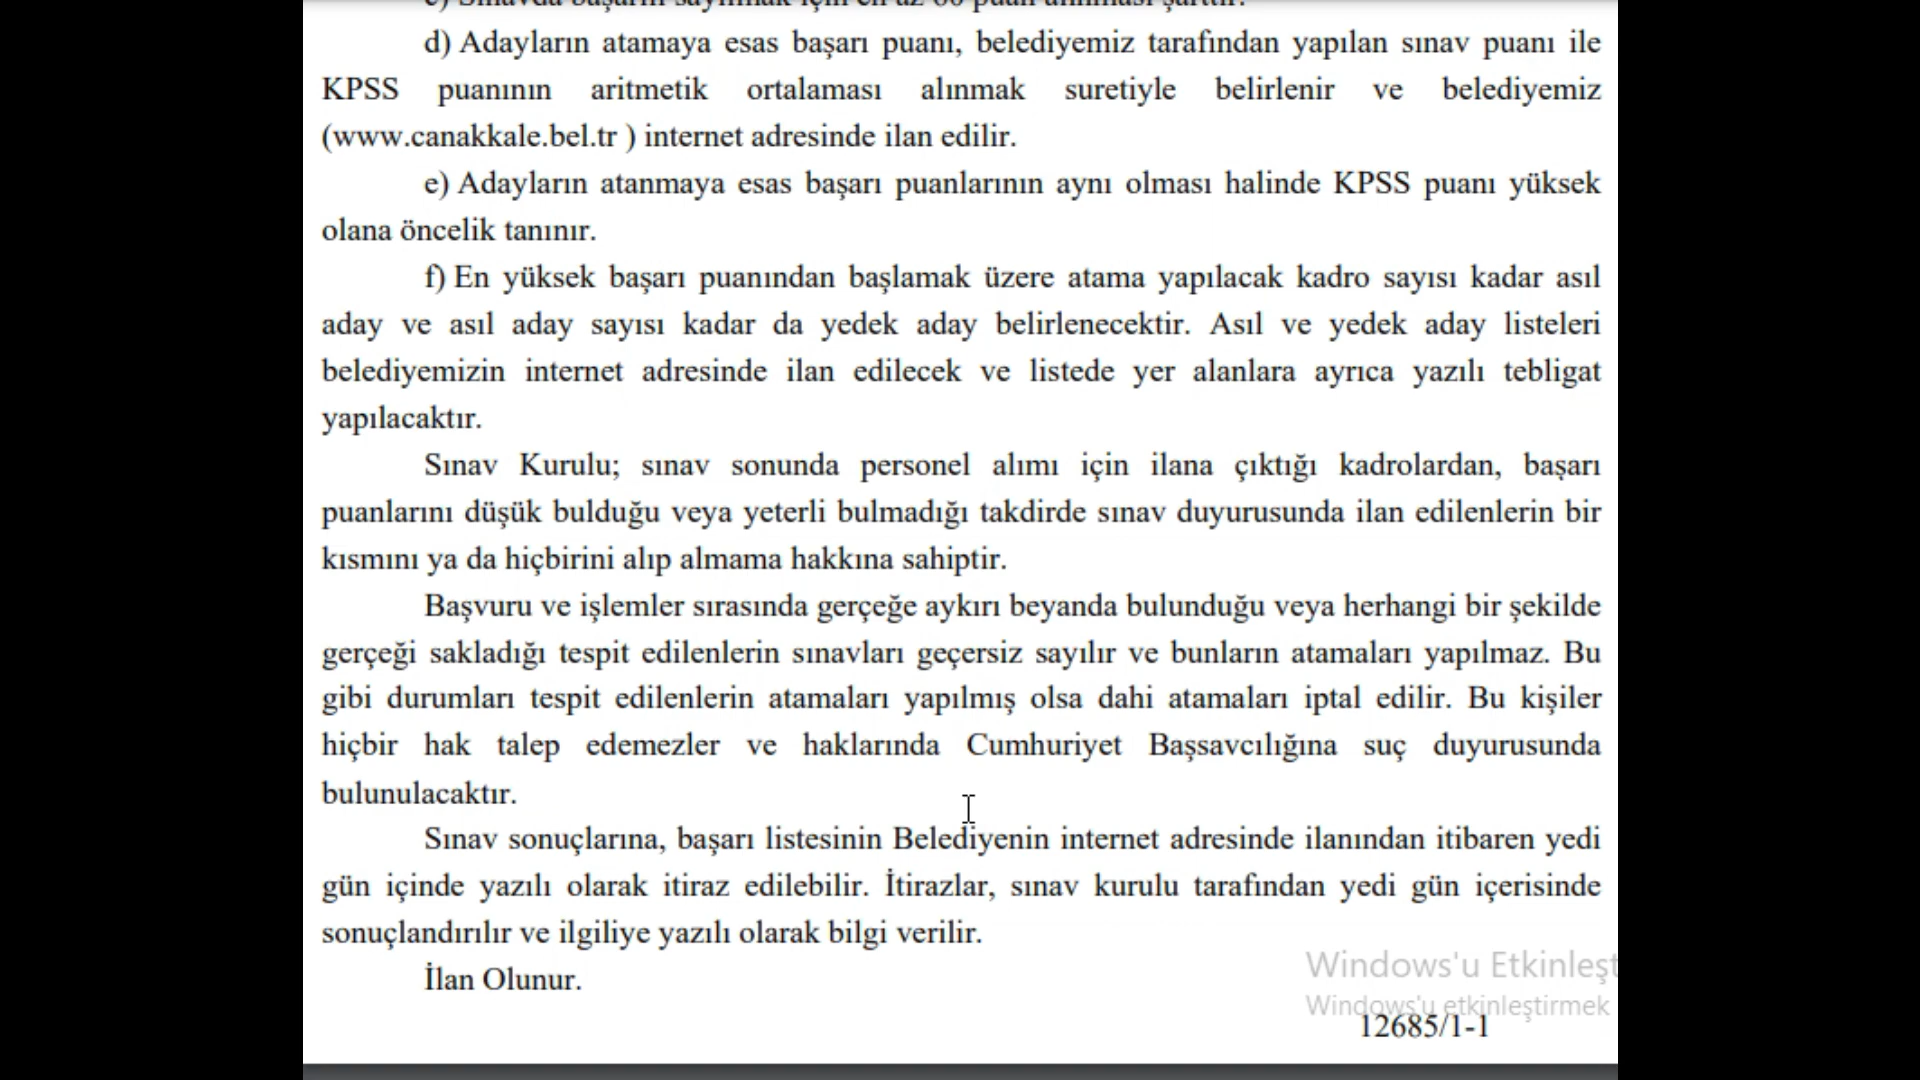 c) Sınavda başarılı sayılmak için en az 60 puan alınması şarttır.
d) Adayların atamaya esas başarı puanı, belediyemiz tarafından yapılan sınav puanı ile
KPSS puanının aritmetik ortalaması alınmak suretiyle belirlenir ve belediyemiz
(www.canakkale.bel.tr ) internet adresinde ilan edilir.
e) Adayların atanmaya esas başarı puanlarının aynı olması halinde KPSS puanı yüksek
olana öncelik tanınır.
f) En yüksek başarı puanından başlamak üzere atama yapılacak kadro sayısı kadar asıl
aday ve asıl aday sayısı kadar da yedek aday belirlenecektir. Asıl ve yedek aday listeleri
belediyemizin internet adresinde ilan edilecek ve listede yer alanlara ayrıca yazılı tebligat
yapılacaktır.
Sınav Kurulu; sınav sonunda personel alımı için ilana çıktığı kadrolardan, başarı
puanlarını düşük bulduğu veya yeterli bulmadığı takdirde sınav duyurusunda ilan edilenlerin bir
kısmını ya da hiçbirini alıp almama hakkına sahiptir.
Başvuru ve işlemler sırasında gerçeğe aykırı beyanda bulunduğu veya herhangi bir şekilde
gerçeği sakladığı tespit edilenlerin sınavları geçersiz sayılır ve bunların atamaları yapılmaz. Bu
gibi durumları tespit edilenlerin atamaları yapılmış olsa dahi atamaları iptal edilir. Bu kişiler
hiçbir hak talep edemezler ve haklarında Cumhuriyet Başsavcılığına suç duyurusunda
bulunulacaktır.
Sınav sonuçlarına, başarı listesinin Belediyenin internet adresinde ilanından itibaren yedi
gün içinde yazılı olarak itiraz edilebilir. İtirazlar, sınav kurulu tarafından yedi gün içerisinde
sonuçlandırılır ve ilgiliye yazılı olarak bilgi verilir.
İlan Olunur.
Windows'u Etkinleşt
Windows'u etkinleştirmek
12685/1-1